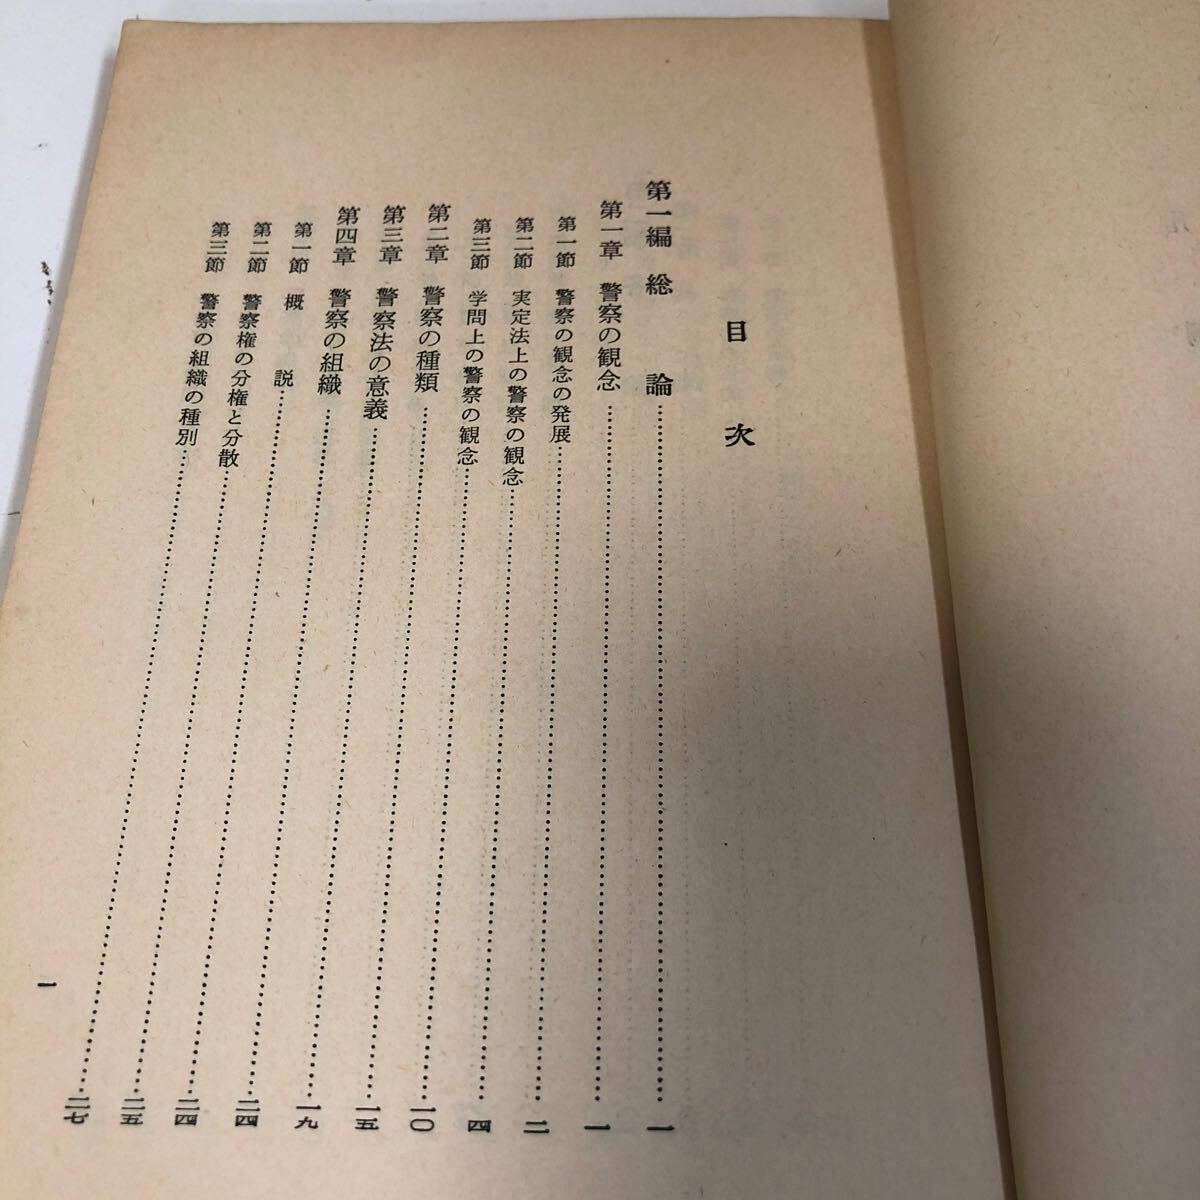 目次
第一編 総論……一
第一章 警察の観念……一
第一節 警察の観念の発展……二
第二節 実定法上の警察の観念……四
第三節 学問上の警察の観念……一〇
第二章 警察の種類……一五
第三章 警察法の意義……一九
第四章 警察の組織……二四
第一節 概説……二四
第二節 警察権の分権と分散……二五
第三節 警察の組織の種別……二七
一